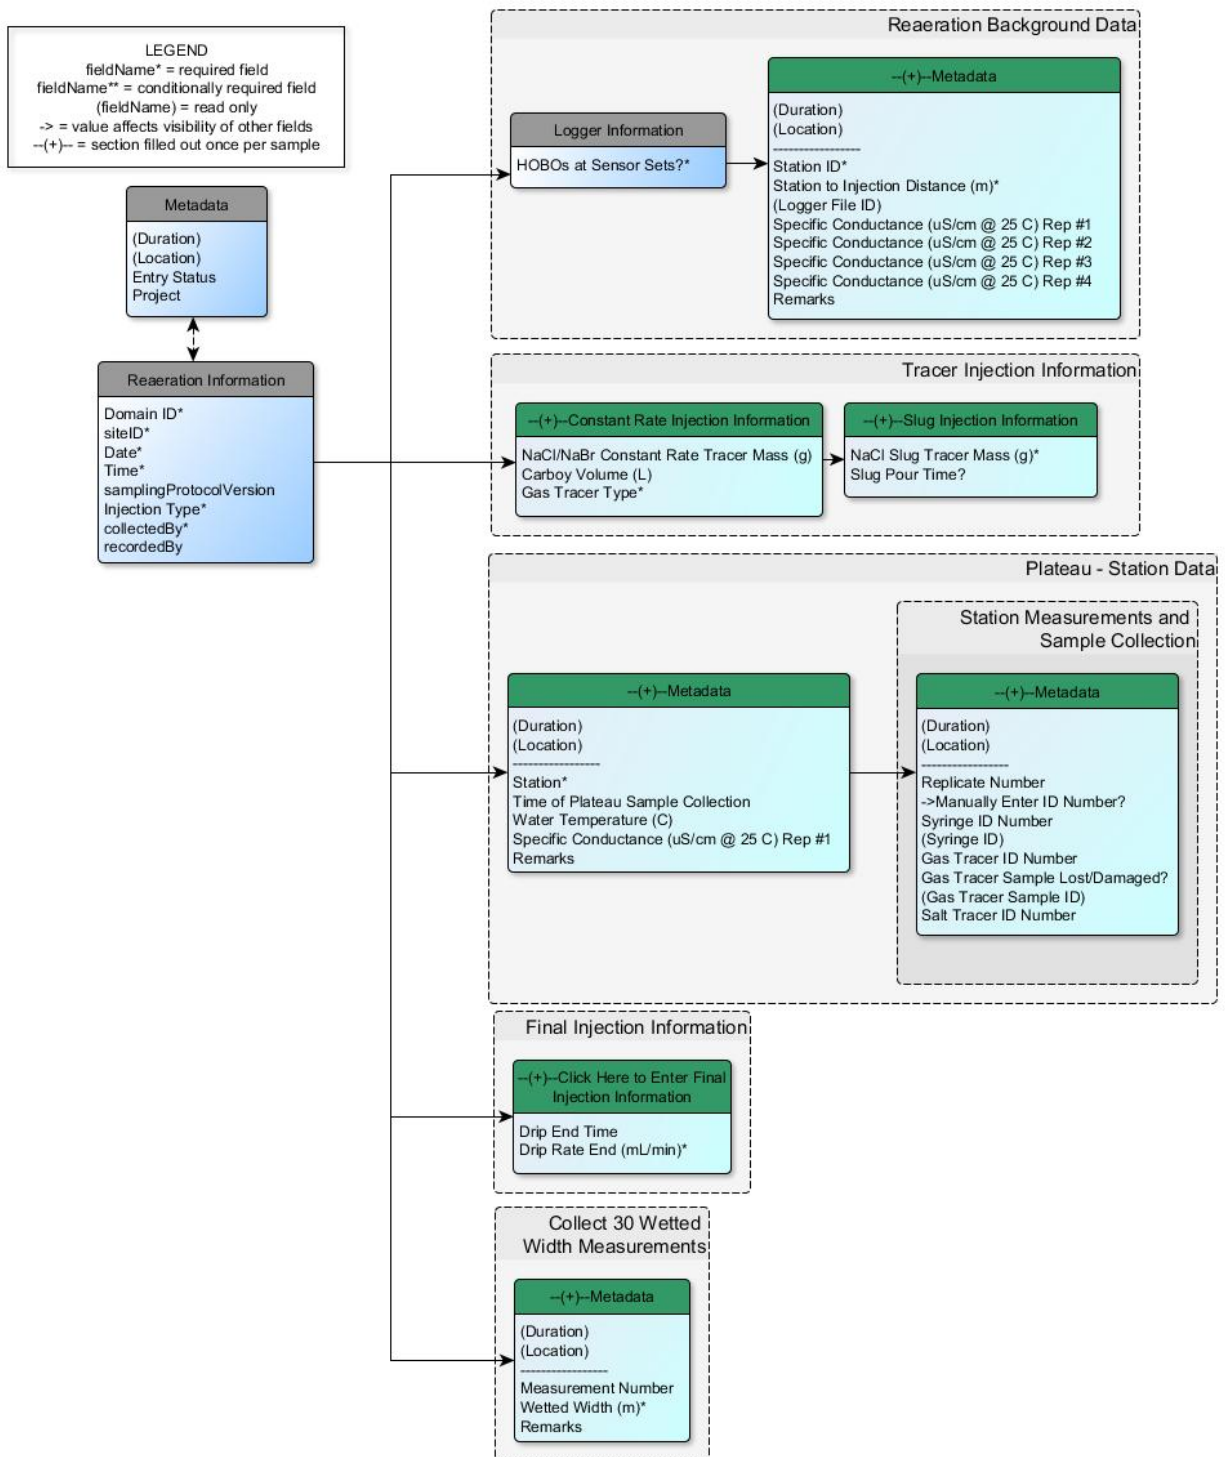 LEGEND
fieldName* = required field
fieldName** = conditionally required field
(fieldName) = read only
-> = value affects visibility of other fields
--(+)-- = section filled out once per sample
Metadata
(Duration)
(Location)
Entry Status
Project
Reaeration Information
Domain ID*
siteID*
Date*
Time*
samplingProtocolVersion
Injection Type*
collectedBy*
recordedBy
Reaeration Background Data
Logger Information
HOBOs at Sensor Sets?*
--(+)--Metadata
(Duration)
(Location)
-----------------
Station ID*
Station to Injection Distance (m)*
(Logger File ID)
Specific Conductance (uS/cm @ 25 C) Rep #1
Specific Conductance (uS/cm @ 25 C) Rep #2
Specific Conductance (uS/cm @ 25 C) Rep #3
Specific Conductance (uS/cm @ 25 C) Rep #4
Remarks
Tracer Injection Information
--(+)--Constant Rate Injection Information
NaCl/NaBr Constant Rate Tracer Mass (g)
Carboy Volume (L)
Gas Tracer Type*
--(+)--Slug Injection Information
NaCl Slug Tracer Mass (g)*
Slug Pour Time?
Plateau - Station Data
--(+)--Metadata
(Duration)
(Location)
-----------------
Station*
Time of Plateau Sample Collection
Water Temperature (C)
Specific Conductance (uS/cm @ 25 C) Rep #1
Remarks
Station Measurements and
Sample Collection
--(+)--Metadata
(Duration)
(Location)
-----------------
Replicate Number
->Manually Enter ID Number?
Syringe ID Number
(Syringe ID)
Gas Tracer ID Number
Gas Tracer Sample Lost/Damaged?
(Gas Tracer Sample ID)
Salt Tracer ID Number
Final Injection Information
--(+)--Click Here to Enter Final
Injection Information
Drip End Time
Drip Rate End (mL/min)*
Collect 30 Wetted
Width Measurements
--(+)--Metadata
(Duration)
(Location)
-----------------
Measurement Number
Wetted Width (m)*
Remarks